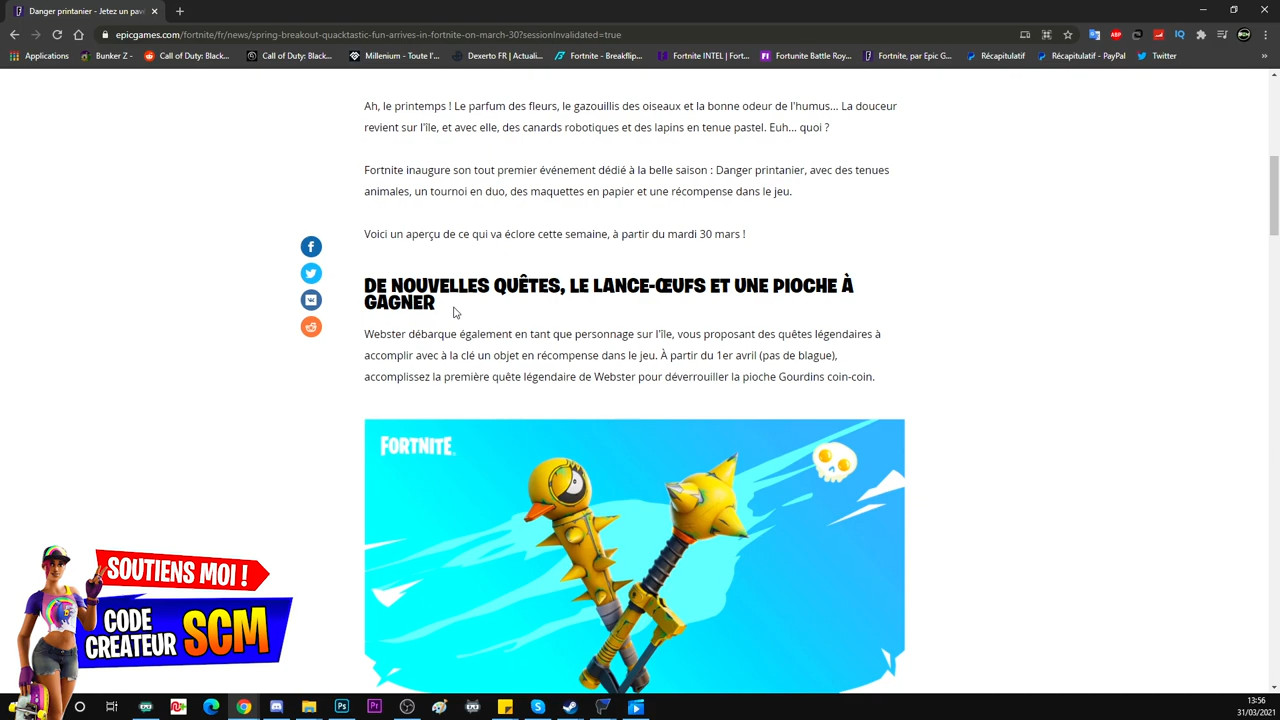 Danger printanier - Jetez un pav
epicgames.com/fortnite/fr/news/spring-breakout-quacktastic-fun-arrives-in-fortnite-on-march-30?sessionInvalidated=true
Applications
Bunker Z -
Call of Duty: Black...
Call of Duty: Black...
Millenium - Toute l'...
Dexerto FR | Actuali...
Fortnite - Breakflip...
Fortnite INTEL | Fort...
Fortunite Battle Roy...
Fortnite, par Epic G...
Récapitulatif
Récapitulatif - PayPal
Twitter
»
Ah, le printemps ! Le parfum des fleurs, le gazouillis des oiseaux et la bonne odeur de l'humus... La douceur
revient sur l'île, et avec elle, des canards robotiques et des lapins en tenue pastel. Euh... quoi ?
Fortnite inaugure son tout premier événement dédié à la belle saison : Danger printanier, avec des tenues
animales, un tournoi en duo, des maquettes en papier et une récompense dans le jeu.
Voici un aperçu de ce qui va éclore cette semaine, à partir du mardi 30 mars !
DE NOUVELLES QUÊTES, LE LANCE-ŒUFS ET UNE PIOCHE À
GAGNER
Webster débarque également en tant que personnage sur l'île, vous proposant des quêtes légendaires à
accomplir avec à la clé un objet en récompense dans le jeu. À partir du 1er avril (pas de blague),
accomplissez la première quête légendaire de Webster pour déverrouiller la pioche Gourdins coin-coin.
FORTNITE
SOUTIENS MOI !
CODE
CREATEUR SCM
13:56
31/03/2021